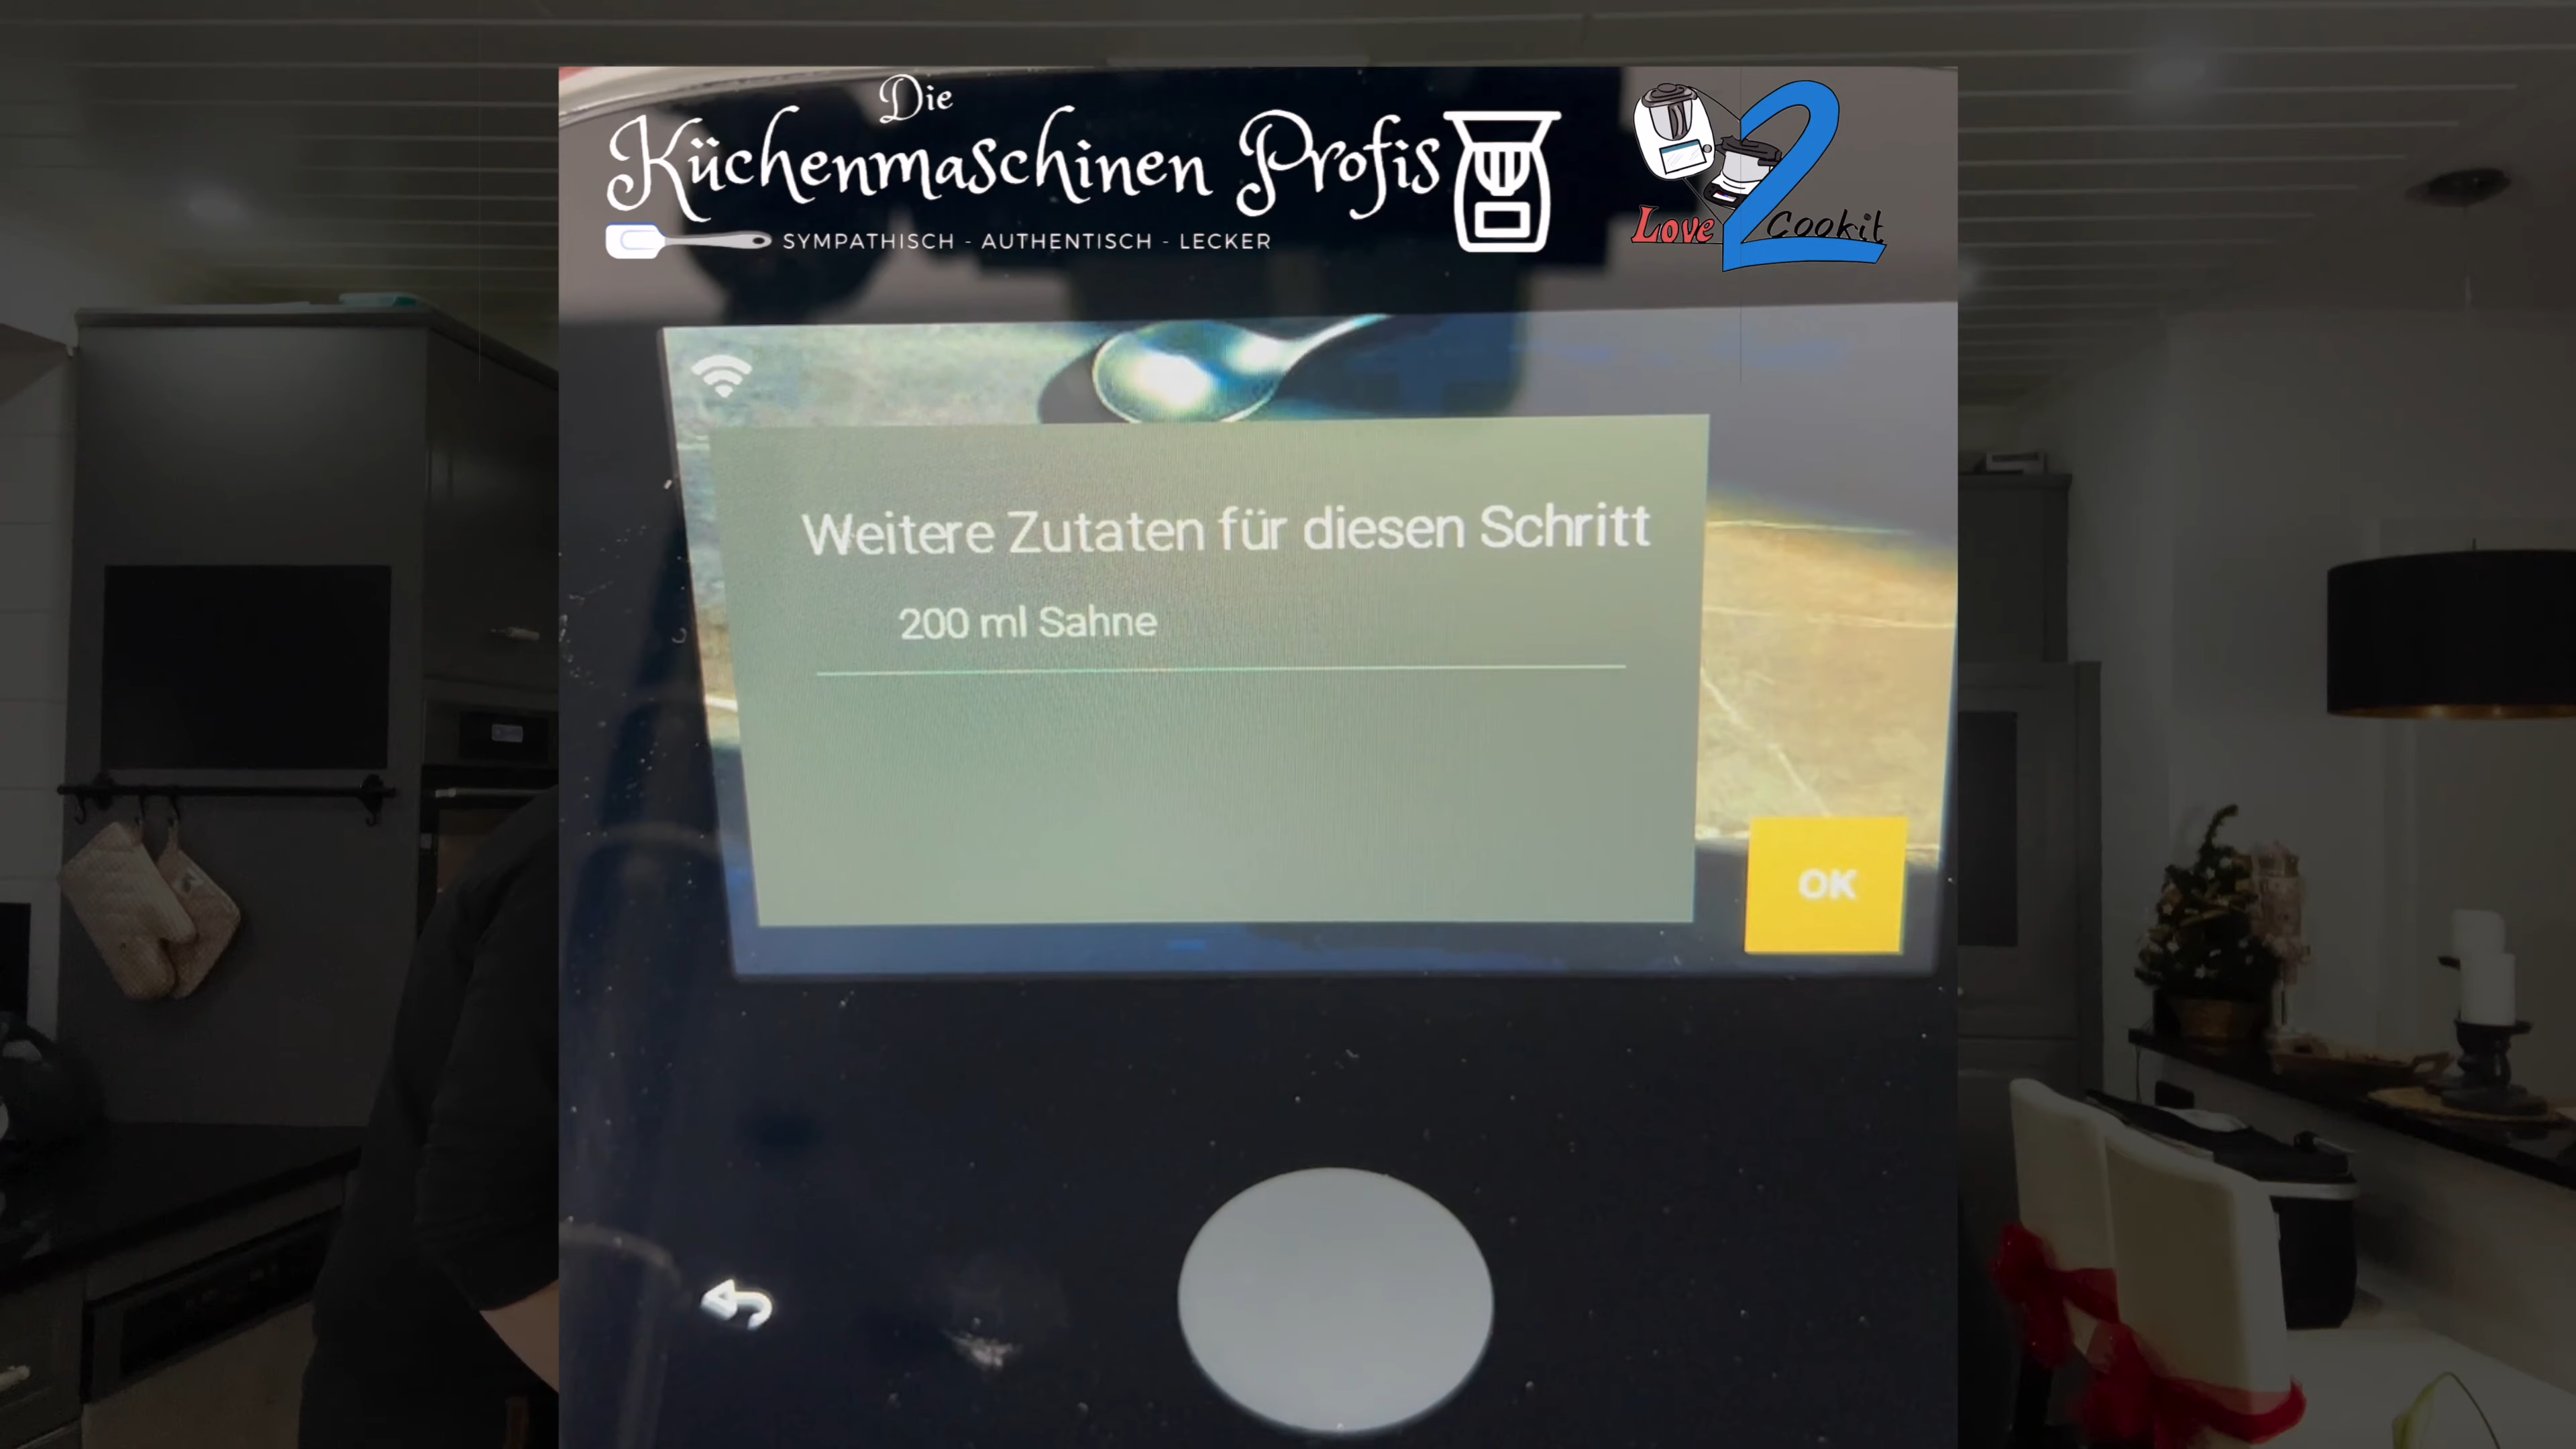 Die
Küchenmaschinen Profis
SYMPATHISCH - AUTHENTISCH - LECKER
Love 2 Cookit
Weitere Zutaten für diesen Schritt
200 ml Sahne
OK